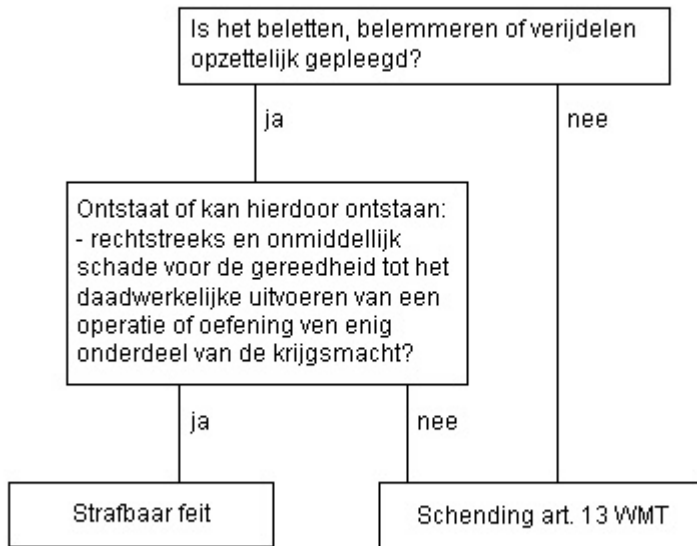 Is het beletten, belemmeren of verijdelen
opzettelijk gepleegd?
ja
nee
Ontstaat of kan hierdoor ontstaan:
- rechtstreeks en onmiddellijk
schade voor de gereedheid tot het
daadwerkelijke uitvoeren van een
operatie of oefening ven enig
onderdeel van de krijgsmacht?
ja
nee
Strafbaar feit
Schending art. 13 WMT